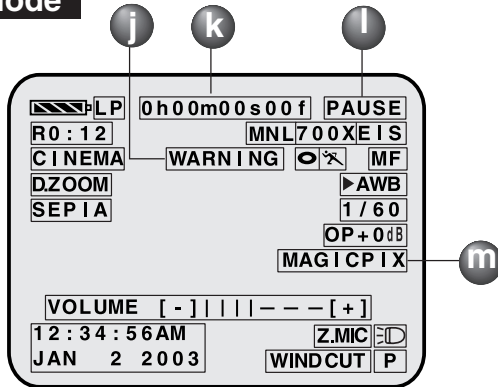 ode
j k l
LP 0h00m00s00f PAUSE
R0:12 MNL 700X EIS
CINEMA WARNING MF
D.ZOOM ▶AWB
SEPIA 1/60
OP+0dB
MAGICPIX m
VOLUME [-]||||–––[+]
12:34:56AM Z.MIC
JAN 2 2003 WINDCUT P